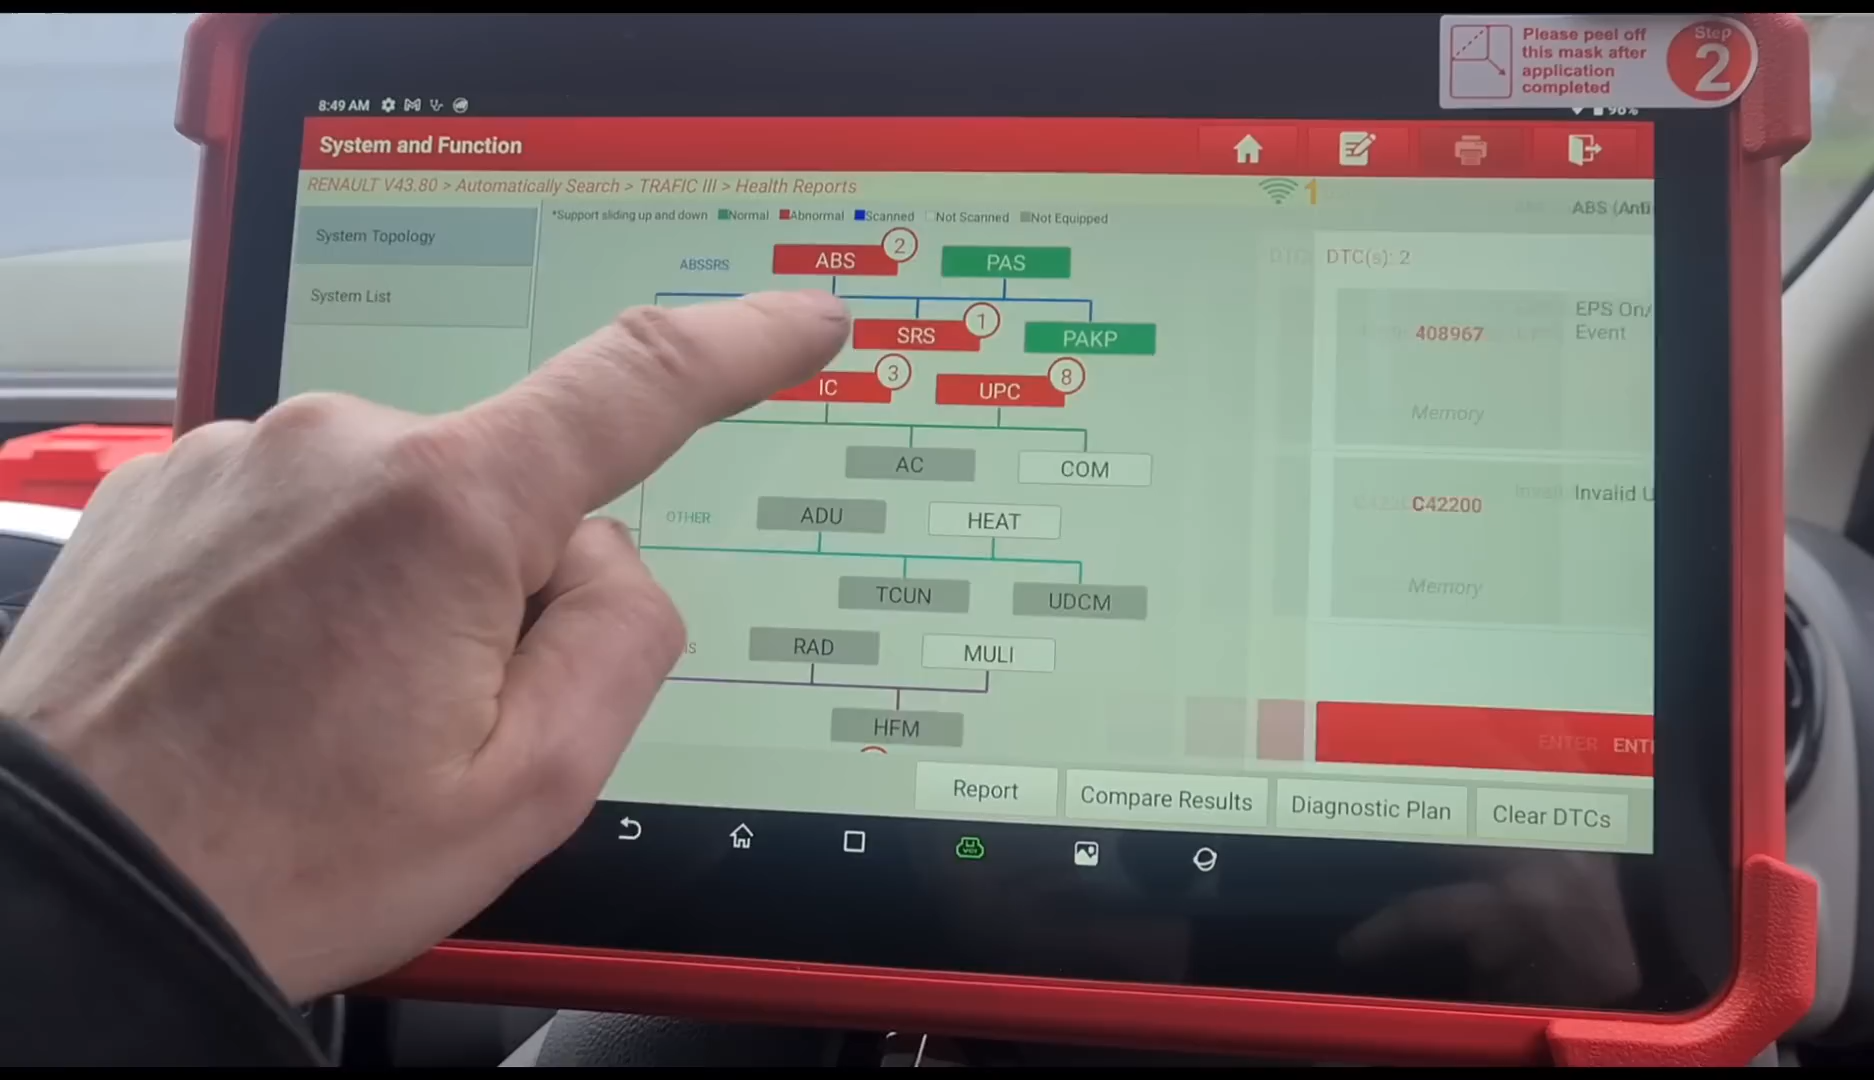 Please peel off
this mask after
application
completed
Step
2
8:49 AM
System and Function
RENAULT V43.80 > Automatically Search > TRAFIC III > Health Reports
1
System Topology
System List
*Support sliding up and down Normal Abnormal Scanned Not Scanned Not Equipped
ABSSRS
ABS 2
PAS
SRS 1
PAKP
IC 3
UPC 8
AC
COM
OTHER
ADU
HEAT
TCUN
UDCM
RAD
MULI
HFM
ABS (Anti
DTC(s): 2
408967
EPS On/
Event
Memory
C42200
Invalid U
Memory
ENTER
Report
Compare Results
Diagnostic Plan
Clear DTCs